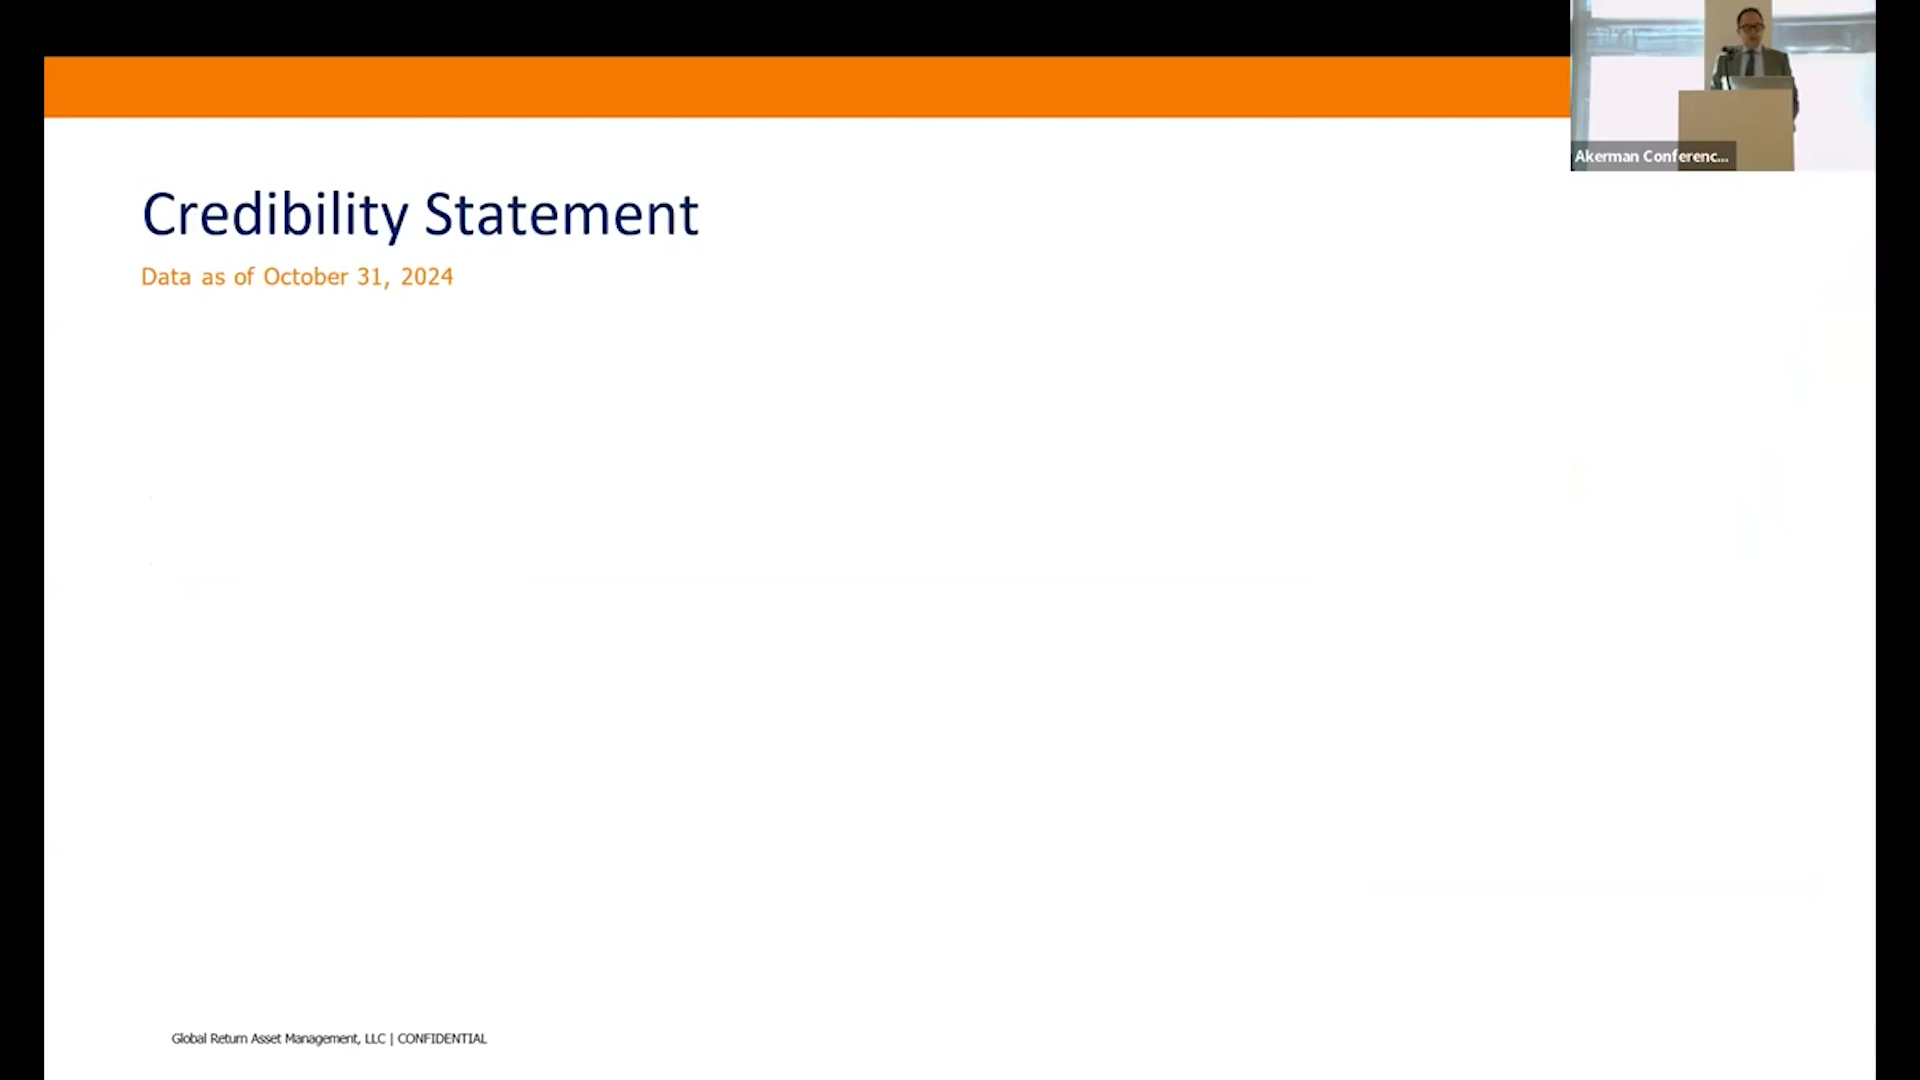 Akerman Conferenc...
Credibility Statement
Data as of October 31, 2024
Global Return Asset Management, LLC | CONFIDENTIAL